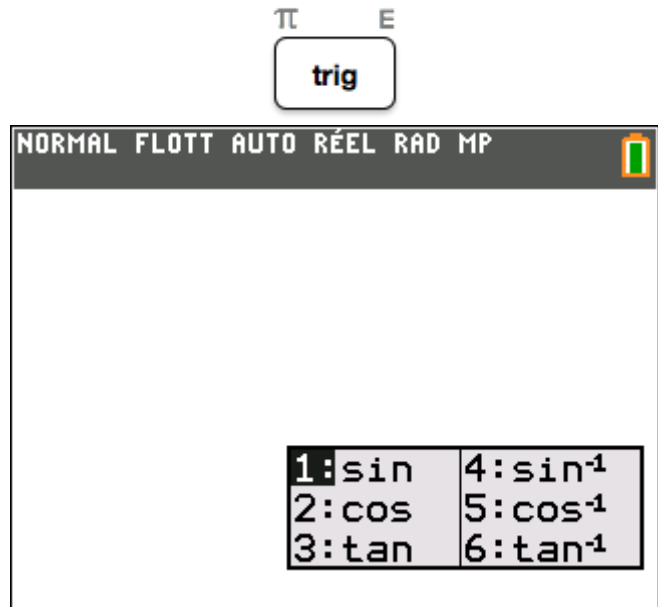 π E
trig
NORMAL FLOTT AUTO RÉEL RAD MP
1:sin 4:sin⁻¹
2:cos 5:cos⁻¹
3:tan 6:tan⁻¹